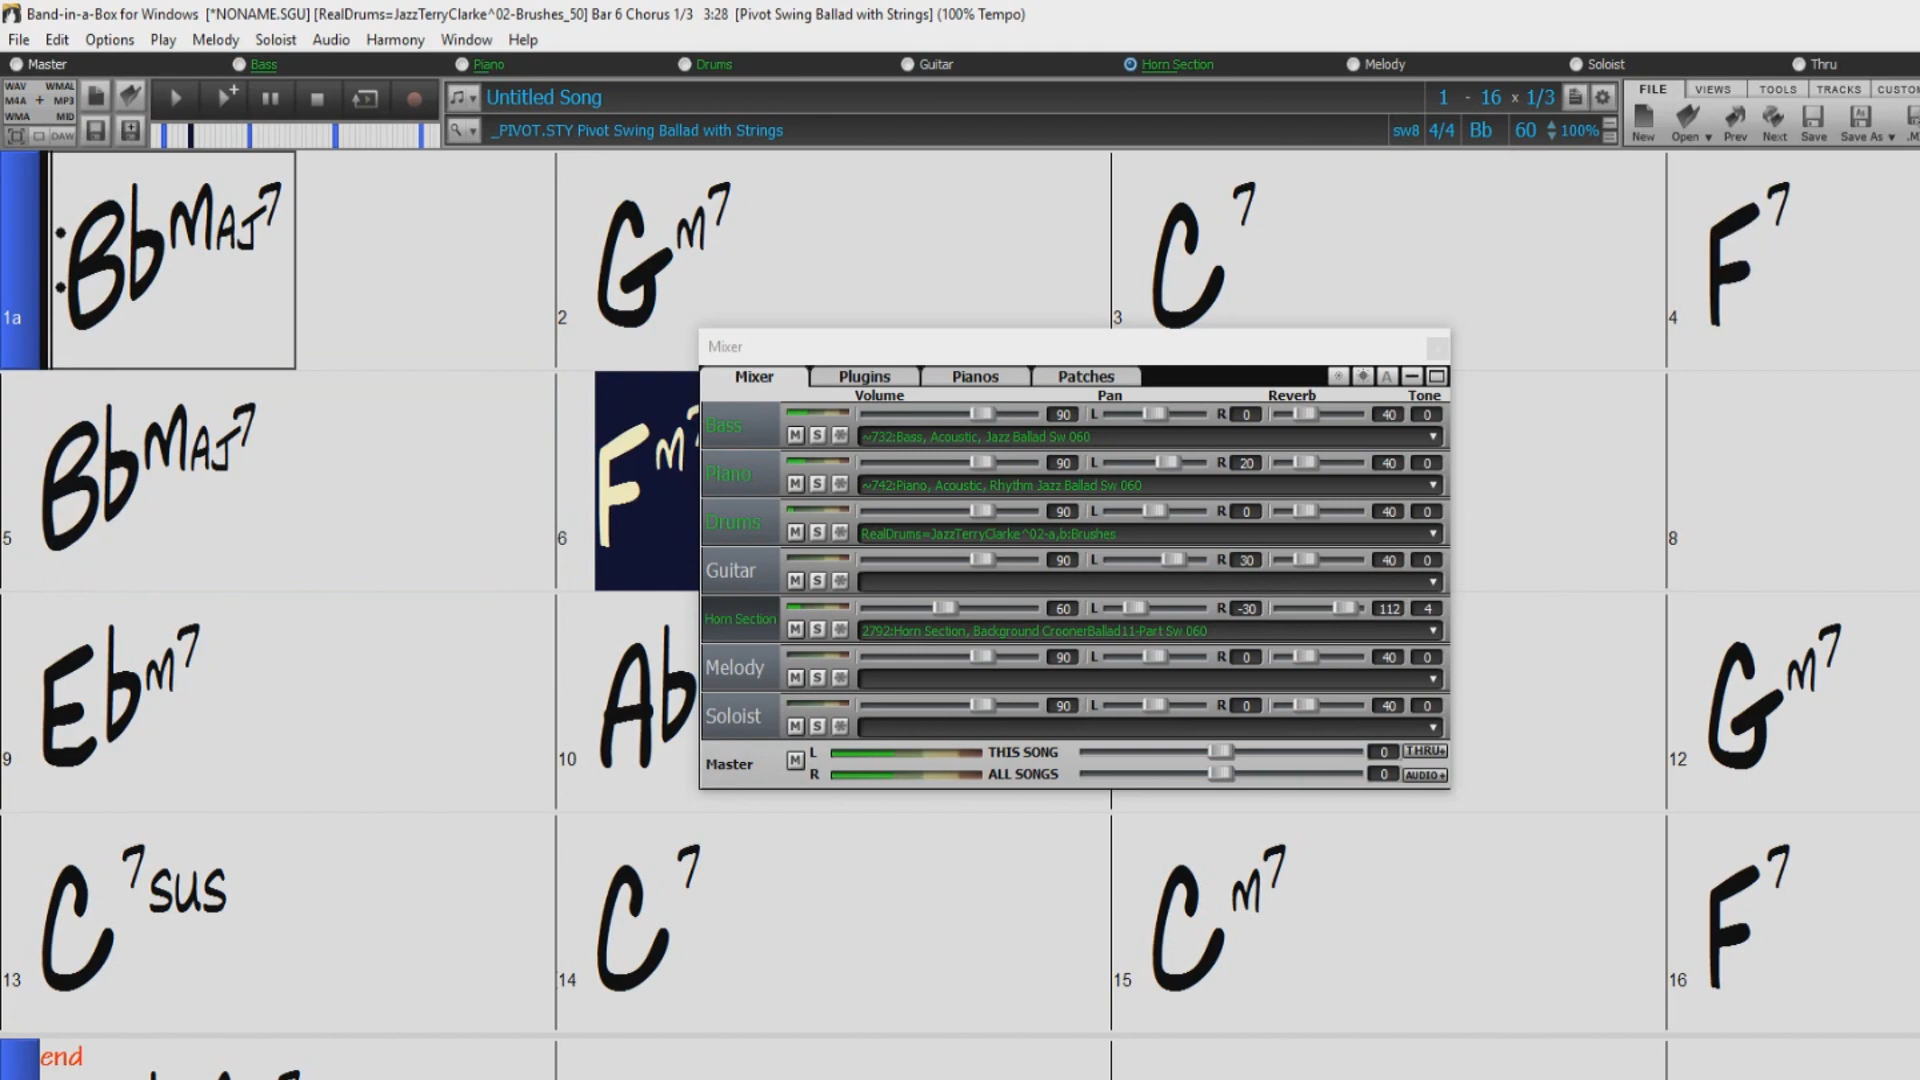 Band-in-a-Box for Windows [*NONAME.SGU] [RealDrums=JazzTerryClarke^02-Brushes_50] Bar 6 Chorus 1/3 3:28 [Pivot Swing Ballad with Strings] (100% Tempo)
File Edit Options Play Melody Soloist Audio Harmony Window Help
Master Bass Piano Drums Guitar Horn Section Melody Soloist Thru
WAV WMAL
M4A + MP3
WMA MID
DAW
Untitled Song 1 - 16 x 1/3
_PIVOT.STY Pivot Swing Ballad with Strings sw8 4/4 Bb 60 100%
FILE VIEWS TOOLS TRACKS CUSTO
New Open Prev Next Save Save As .M
1a BbMAJ7 2 Gm7 3 C7 4 F7
5 BbMAJ7 6 Fm7 8
9 Ebm7 10 Ab 12 Gm7
13 C7sus 14 C7 15 Cm7 16 F7
end
Mixer
Mixer Plugins Pianos Patches A
Volume Pan Reverb Tone
Bass M S 90 L R 0 40 0
~732:Bass, Acoustic, Jazz Ballad Sw 060
Piano M S 90 L R 20 40 0
~742:Piano, Acoustic, Rhythm Jazz Ballad Sw 060
Drums M S 90 L R 0 40 0
RealDrums=JazzTerryClarke^02-a,b:Brushes
Guitar M S 90 L R 30 40 0
Horn Section M S 60 L R -30 112 4
2792:Horn Section, Background CroonerBallad11-Part Sw 060
Melody M S 90 L R 0 40 0
Soloist M S 90 L R 0 40 0
Master M L THIS SONG 0 THRU+
R ALL SONGS 0 AUDIO+